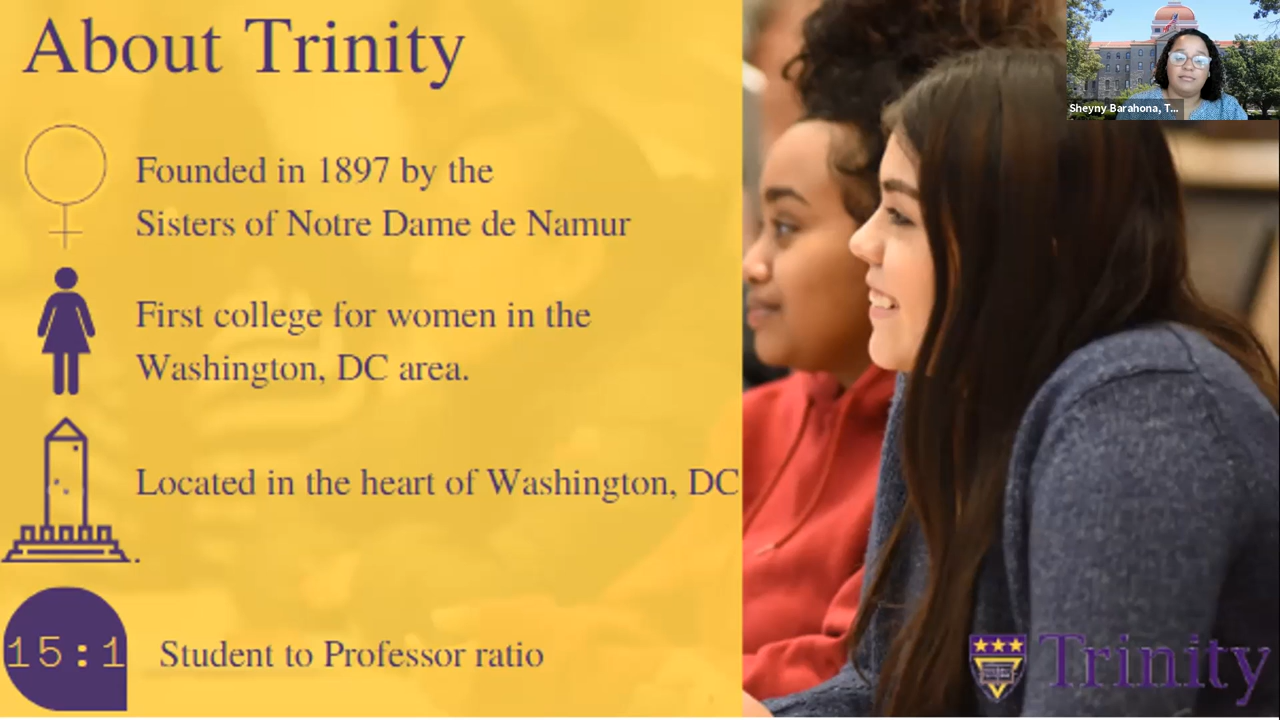 About Trinity
Sheyny Barahona, T...
Founded in 1897 by the
Sisters of Notre Dame de Namur
First college for women in the
Washington, DC area.
Located in the heart of Washington, DC
.
15:1
Student to Professor ratio
Trinity